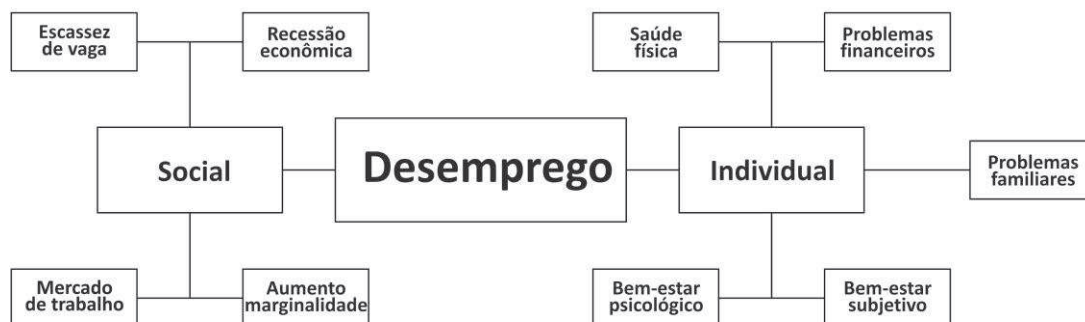 Escassez
de vaga
Recessão
econômica
Saúde
física
Problemas
financeiros
Social
Desemprego
Individual
Problemas
familiares
Mercado
de trabalho
Aumento
marginalidade
Bem-estar
psicológico
Bem-estar
subjetivo